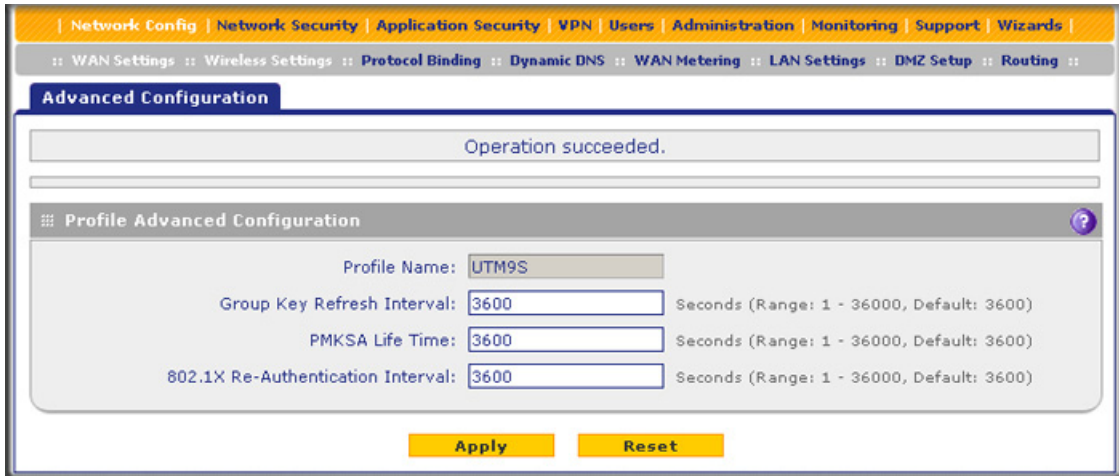 | Network Config | Network Security | Application Security | VPN | Users | Administration | Monitoring | Support | Wizards |
:: WAN Settings :: Wireless Settings :: Protocol Binding :: Dynamic DNS :: WAN Metering :: LAN Settings :: DMZ Setup :: Routing ::
Advanced Configuration
Operation succeeded.
Profile Advanced Configuration ?
Profile Name: UTM9S
Group Key Refresh Interval: 3600 Seconds (Range: 1 - 36000, Default: 3600)
PMKSA Life Time: 3600 Seconds (Range: 1 - 36000, Default: 3600)
802.1X Re-Authentication Interval: 3600 Seconds (Range: 1 - 36000, Default: 3600)
Apply Reset